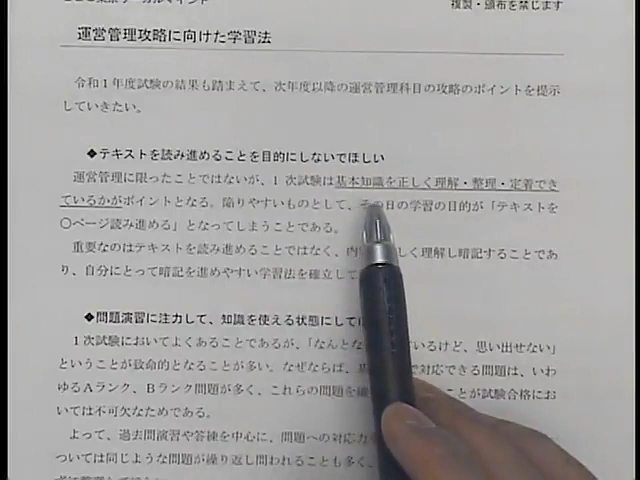 複製・頒布を禁じます
運営管理攻略に向けた学習法
令和1年度試験の結果も踏まえて、次年度以降の運営管理科目の攻略のポイントを提示
していきたい。
◆テキストを読み進めることを目的にしないでほしい
運営管理に限ったことではないが、1次試験は基本知識を正しく理解・整理・定着でき
ているかがポイントとなる。陥りやすいものとして、その日の学習の目的が「テキストを
〇ページ読み進める」となってしまうことである。
重要なのはテキストを読み進めることではなく、内 しく理解し暗記することであ
り、自分にとって暗記を進めやすい学習法を確立して
◆問題演習に注力して、知識を使える状態にして
1次試験においてよくあることであるが、「なんとな いるけど、思い出せない」
ということが致命的となることが多い。なぜならば、基 で対応できる問題は、いわ
ゆるAランク、Bランク問題が多く、これらの問題を確 ことが試験合格にお
いては不可欠なためである。
よって、過去問演習や答練を中心に、問題への対応力
ついては同じような問題が繰り返し問われることも多く、